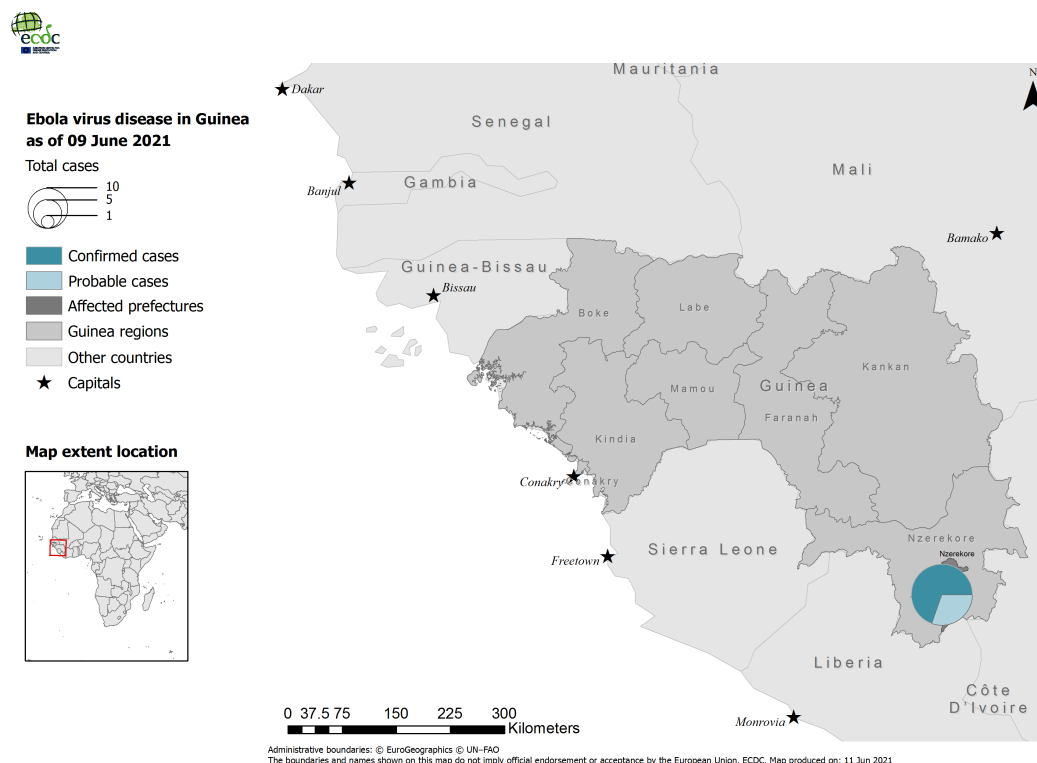 ecdc
Ebola virus disease in Guinea
as of 09 June 2021
Total cases
10
5
1
Confirmed cases
Probable cases
Affected prefectures
Guinea regions
Other countries
Capitals
Map extent location
N
Mauritania
Dakar
Senegal
Mali
Gambia
Banjul
Bamako
Guinea-Bissau
Bissau
Boke
Labe
Kankan
Mamou
Guinea
Faranah
Kindia
Conakry
Conakry
Nzerekore
Nzerekore
Sierra Leone
Freetown
Liberia
Côte
D'Ivoire
Monrovia
0 37.5 75 150 225 300
Kilometers
Administrative boundaries: © EuroGeographics © UN–FAO
The boundaries and names shown on this map do not imply official endorsement or acceptance by the European Union. ECDC. Map produced on: 11 Jun 2021